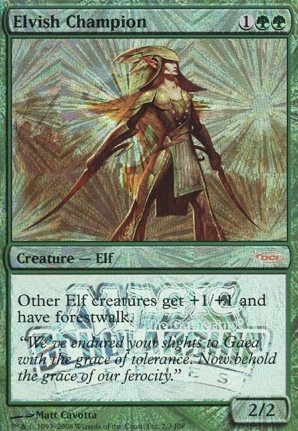 Elvish Champion 1
Creature — Elf
DCI
Other Elf creatures get +1/+1 and
have forestwalk.
"We've endured your slights to Gaea
with the grace of tolerance. Now behold
the grace of our ferocity."
Matt Cavotta
2/2